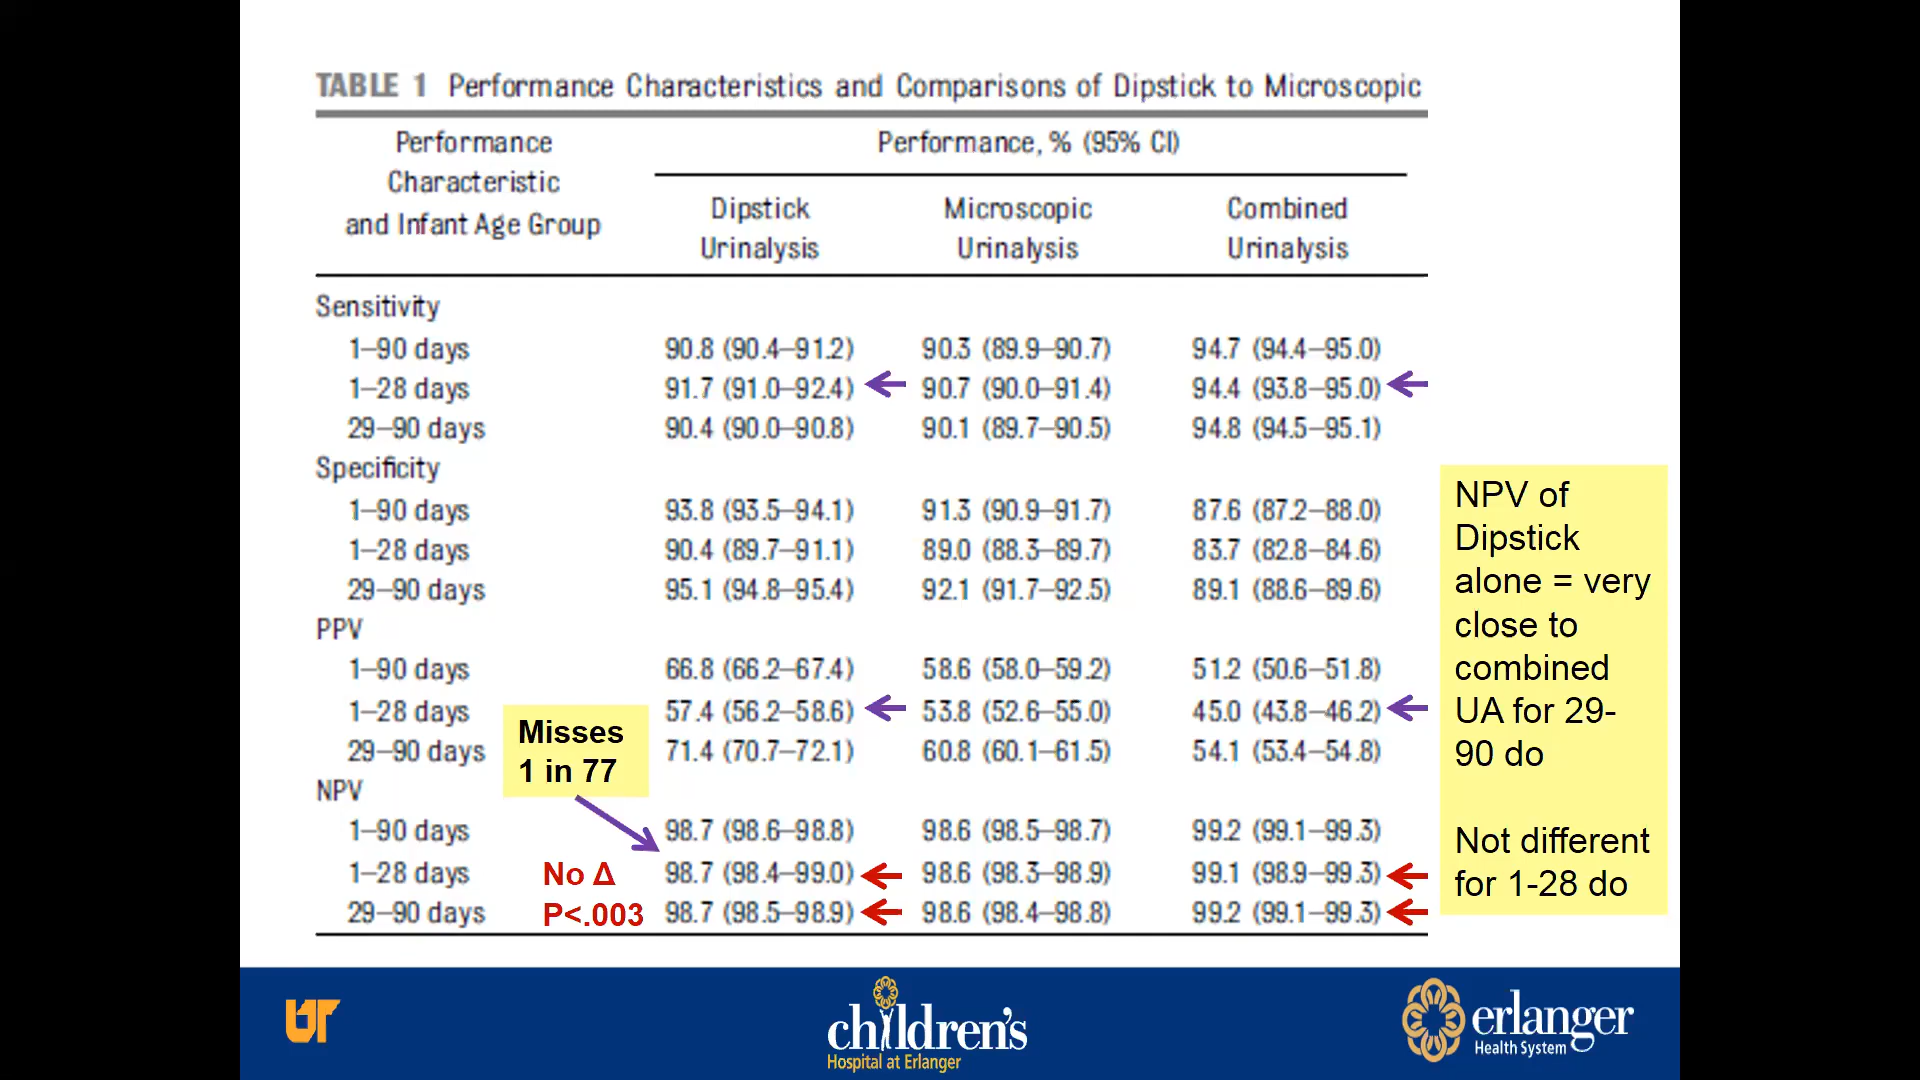 TABLE 1 Performance Characteristics and Comparisons of Dipstick to Microscopic
Performance
Characteristic
and Infant Age Group
Performance, % (95% CI)
Dipstick
Urinalysis
Microscopic
Urinalysis
Combined
Urinalysis
Sensitivity
1–90 days 90.8 (90.4–91.2) 90.3 (89.9–90.7) 94.7 (94.4–95.0)
1–28 days 91.7 (91.0–92.4) 90.7 (90.0–91.4) 94.4 (93.8–95.0)
29–90 days 90.4 (90.0–90.8) 90.1 (89.7–90.5) 94.8 (94.5–95.1)
Specificity
1–90 days 93.8 (93.5–94.1) 91.3 (90.9–91.7) 87.6 (87.2–88.0)
1–28 days 90.4 (89.7–91.1) 89.0 (88.3–89.7) 83.7 (82.8–84.6)
29–90 days 95.1 (94.8–95.4) 92.1 (91.7–92.5) 89.1 (88.6–89.6)
PPV
1–90 days 66.8 (66.2–67.4) 58.6 (58.0–59.2) 51.2 (50.6–51.8)
1–28 days 57.4 (56.2–58.6) 53.8 (52.6–55.0) 45.0 (43.8–46.2)
29–90 days 71.4 (70.7–72.1) 60.8 (60.1–61.5) 54.1 (53.4–54.8)
NPV
1–90 days 98.7 (98.6–98.8) 98.6 (98.5–98.7) 99.2 (99.1–99.3)
1–28 days No Δ 98.7 (98.4–99.0) 98.6 (98.3–98.9) 99.1 (98.9–99.3)
29–90 days P<.003 98.7 (98.5–98.9) 98.6 (98.4–98.8) 99.2 (99.1–99.3)
Misses
1 in 77
NPV of
Dipstick
alone = very
close to
combined
UA for 29-
90 do
Not different
for 1-28 do
UT
children's
Hospital at Erlanger
erlanger
Health System